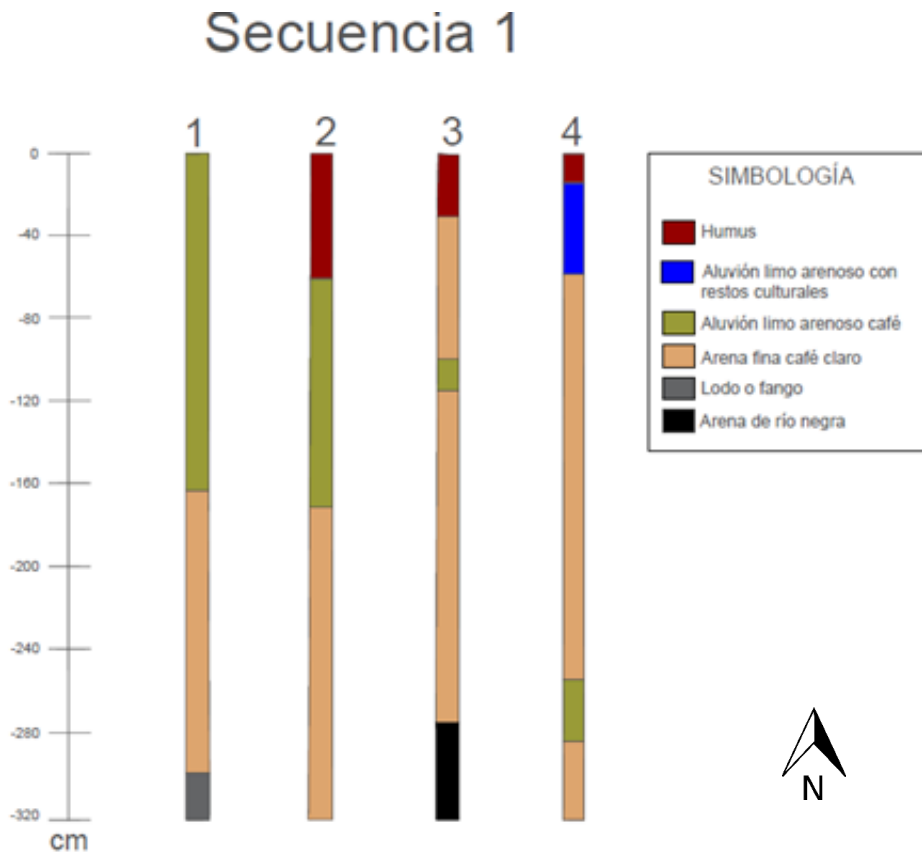 Secuencia 1
1 2 3 4
0
-40
-80
-120
-160
-200
-240
-280
-320
cm
SIMBOLOGÍA
Humus
Aluvión limo arenoso con
restos culturales
Aluvión limo arenoso café
Arena fina café claro
Lodo o fango
Arena de río negra
N